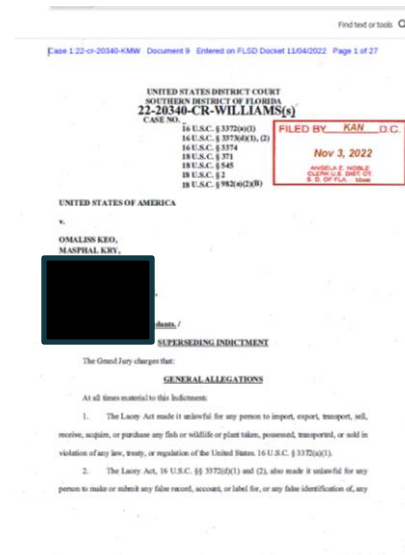 Find text or tools
Case 1:22-cr-20340-KMW Document 9 Entered on FLSD Docket 11/04/2022 Page 1 of 27
UNITED STATES DISTRICT COURT
SOUTHERN DISTRICT OF FLORIDA
22-20340-CR-WILLIAMS(s)
CASE NO.
16 U.S.C. § 3372(a)(1)
16 U.S.C. § 3373(d)(1), (2)
16 U.S.C. § 3374
18 U.S.C. § 371
18 U.S.C. § 545
18 U.S.C. § 2
18 U.S.C. § 982(a)(2)(B)
FILED BY KAN D.C.
Nov 3, 2022
ANGELA E. NOBLE
CLERK U.S. DIST. CT.
S. D. OF FLA.
UNITED STATES OF AMERICA
v.
OMALISS KEO,
MASPHAL KRY,
dants. /
SUPERSEDING INDICTMENT
The Grand Jury charges that:
GENERAL ALLEGATIONS
At all times material to this Indictment:
1. The Lacey Act made it unlawful for any person to import, export, transport, sell,
receive, acquire, or purchase any fish or wildlife or plant taken, possessed, transported, or sold in
violation of any law, treaty, or regulation of the United States. 16 U.S.C. § 3372(a)(1).
2. The Lacey Act, 16 U.S.C. §§ 3372(d)(1) and (2), also made it unlawful for any
person to make or submit any false record, account, or label for, or any false identification of, any